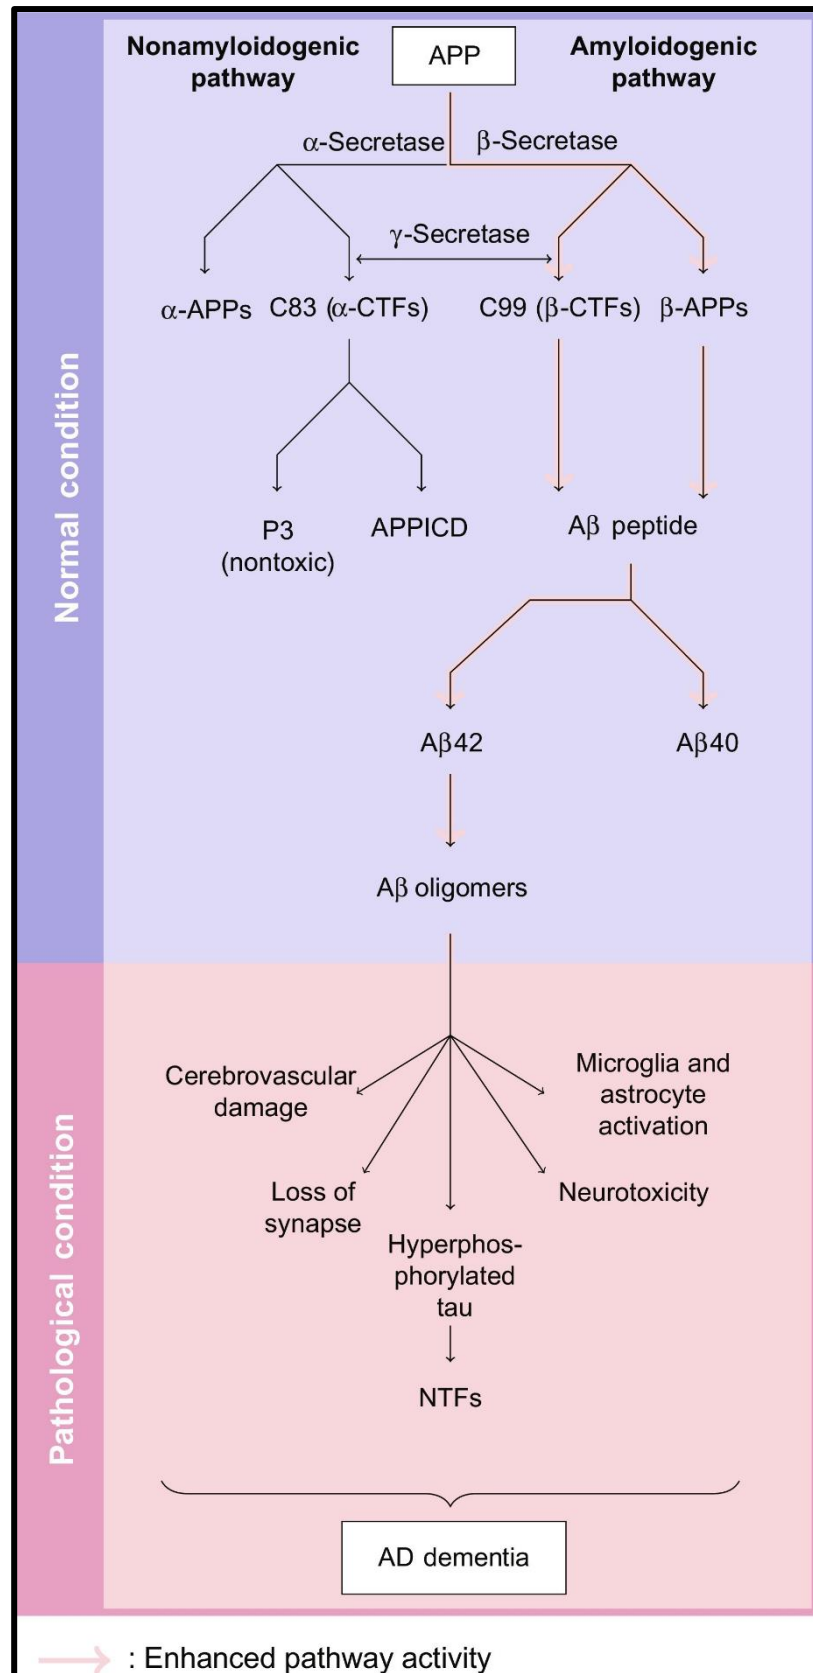 Nonamyloidogenic
pathway
APP
Amyloidogenic
pathway
α-Secretase
β-Secretase
γ-Secretase
α-APPs
C83 (α-CTFs)
C99 (β-CTFs)
β-APPs
P3
(nontoxic)
APPICD
Aβ peptide
Aβ42
Aβ40
Aβ oligomers
Normal condition
Cerebrovascular
damage
Microglia and
astrocyte
activation
Loss of
synapse
Neurotoxicity
Hyperphos-
phorylated
tau
NTFs
AD dementia
Pathological condition
: Enhanced pathway activity